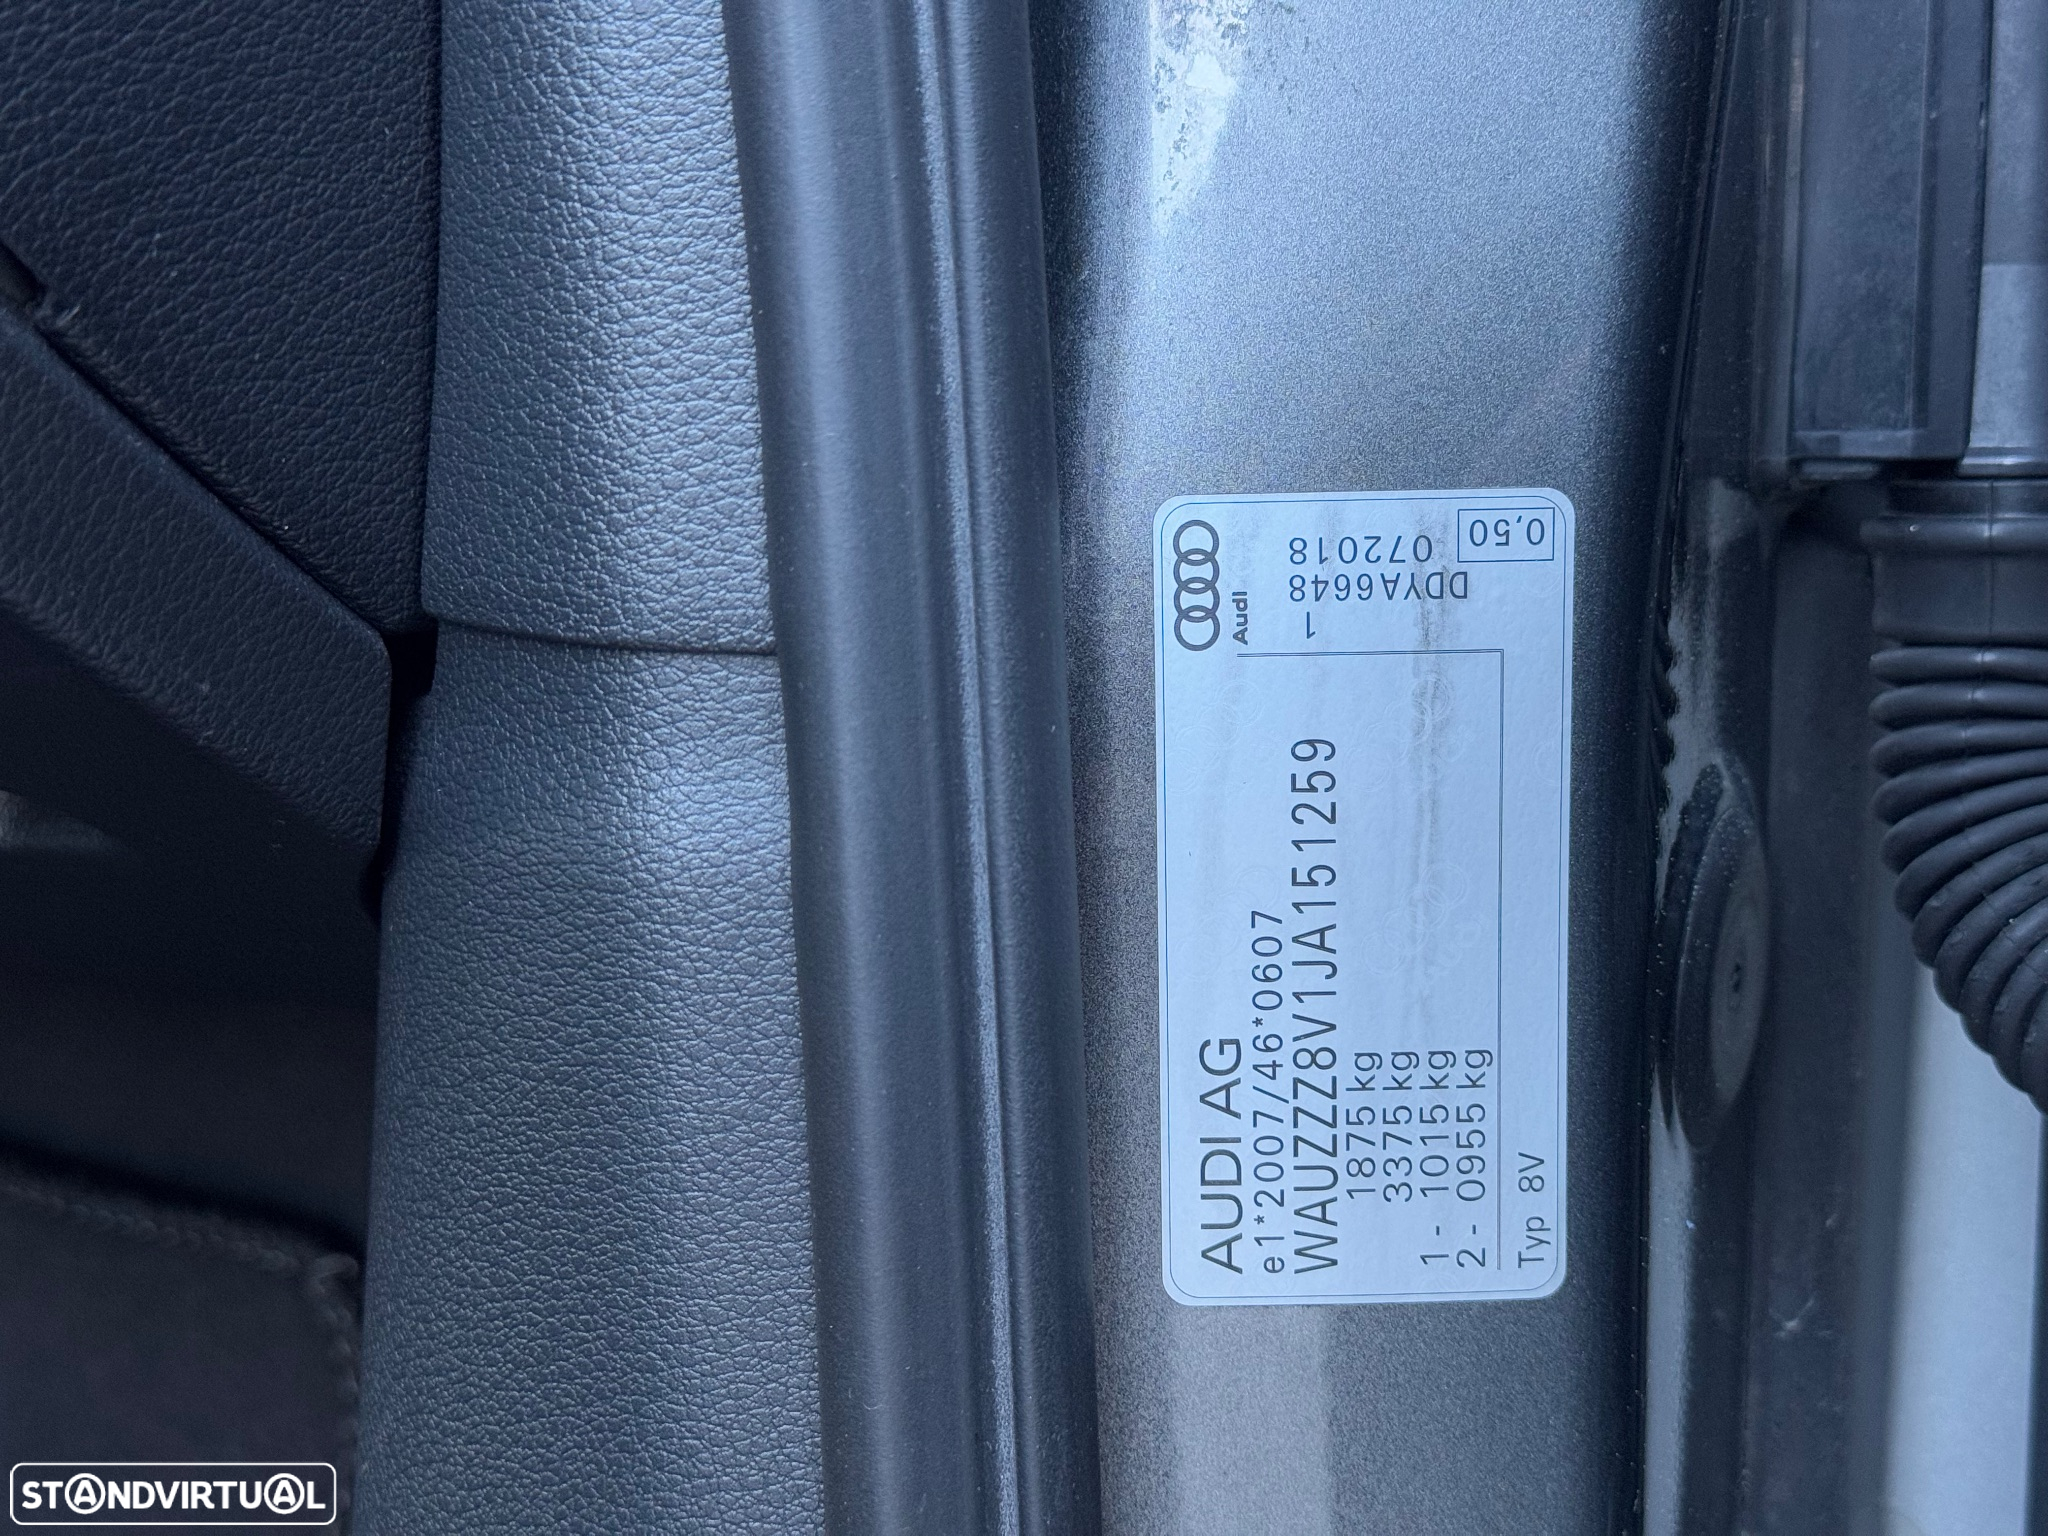 AUDI AG
e1*2007/46*0607
WAUZZZ8V1JA151259
1875 kg
3375 kg
1 - 1015 kg
2 - 0955 kg
Typ 8V
Audi
1
DDYA6648
072018
0,50
STANDVIRTUAL